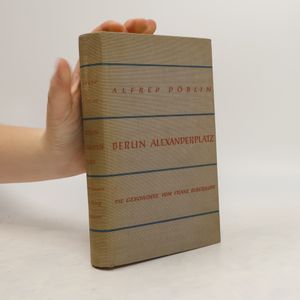 ALFRED DÖBLIN
BERLIN ALEXANDERPLATZ
DIE GESCHICHTE VOM FRANZ BIBERKOPF